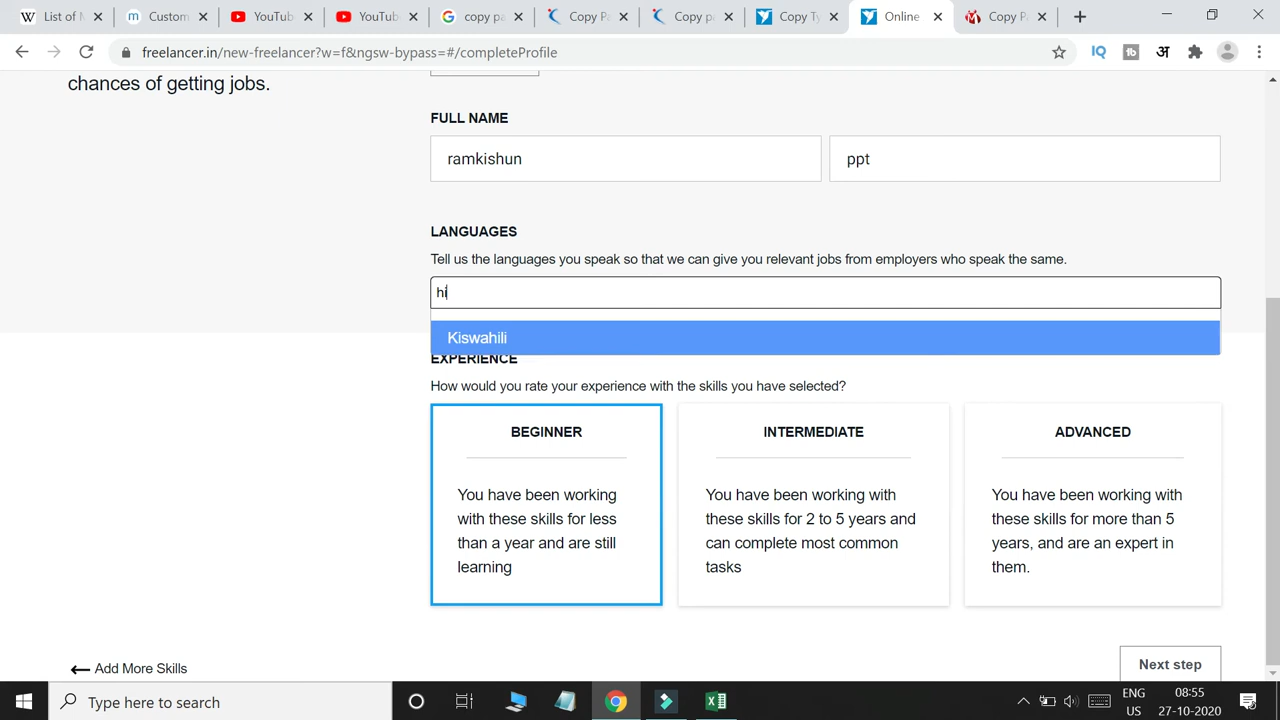 List of M
Custom
YouTube
YouTube
copy pa
Copy Pa
Copy pa
Copy Ty
Online
Copy Pa
freelancer.in/new-freelancer?w=f&ngsw-bypass=#/completeProfile
chances of getting jobs.
FULL NAME
ramkishun
ppt
LANGUAGES
Tell us the languages you speak so that we can give you relevant jobs from employers who speak the same.
hi
Kiswahili
EXPERIENCE
How would you rate your experience with the skills you have selected?
BEGINNER
You have been working
with these skills for less
than a year and are still
learning
INTERMEDIATE
You have been working with
these skills for 2 to 5 years and
can complete most common
tasks
ADVANCED
You have been working with
these skills for more than 5
years, and are an expert in
them.
Add More Skills
Next step
Type here to search
ENG
US
08:55
27-10-2020